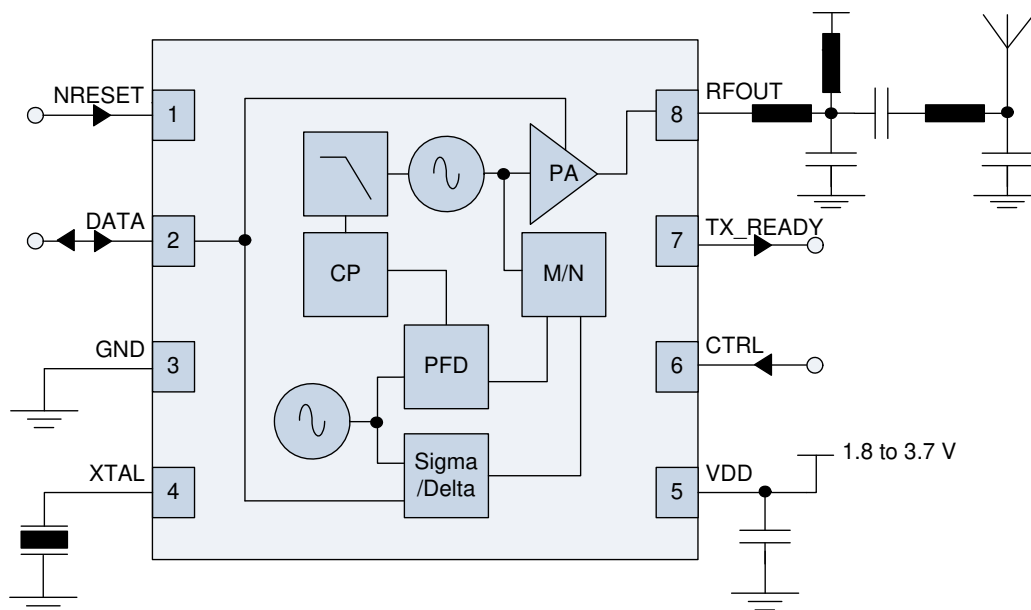 NRESET
1
DATA
2
GND
3
XTAL
4
PA
CP
M/N
PFD
Sigma
/Delta
RFOUT
8
TX_READY
7
CTRL
6
1.8 to 3.7 V
VDD
5